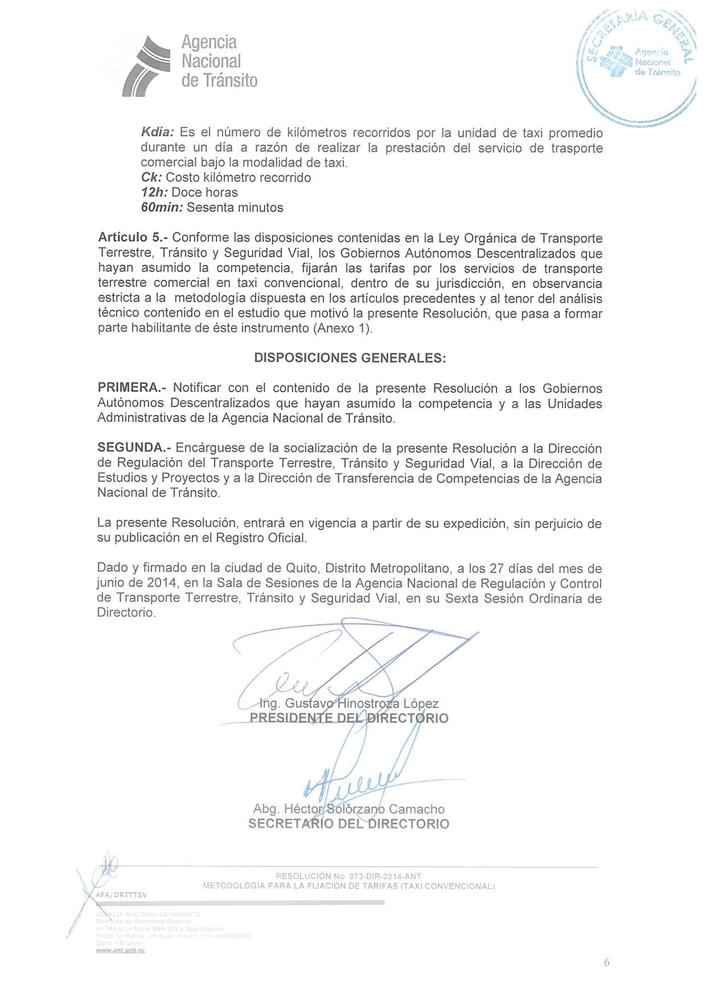 Agencia
Nacional
de Tránsito
SECRETARÍA GENERAL
Agencia
Nacional
de Tránsito
Kdía: Es el número de kilómetros recorridos por la unidad de taxi promedio
durante un día a razón de realizar la prestación del servicio de trasporte
comercial bajo la modalidad de taxi.
Ck: Costo kilómetro recorrido
12h: Doce horas
60min: Sesenta minutos
Artículo 5.- Conforme las disposiciones contenidas en la Ley Orgánica de Transporte
Terrestre, Tránsito y Seguridad Vial, los Gobiernos Autónomos Descentralizados que
hayan asumido la competencia, fijarán las tarifas por los servicios de transporte
terrestre comercial en taxi convencional, dentro de su jurisdicción, en observancia
estricta a la metodología dispuesta en los artículos precedentes y al tenor del análisis
técnico contenido en el estudio que motivó la presente Resolución, que pasa a formar
parte habilitante de éste instrumento (Anexo 1).
DISPOSICIONES GENERALES:
PRIMERA.- Notificar con el contenido de la presente Resolución a los Gobiernos
Autónomos Descentralizados que hayan asumido la competencia y a las Unidades
Administrativas de la Agencia Nacional de Tránsito.
SEGUNDA.- Encárguese de la socialización de la presente Resolución a la Dirección
de Regulación del Transporte Terrestre, Tránsito y Seguridad Vial, a la Dirección de
Estudios y Proyectos y a la Dirección de Transferencia de Competencias de la Agencia
Nacional de Tránsito.
La presente Resolución, entrará en vigencia a partir de su expedición, sin perjuicio de
su publicación en el Registro Oficial.
Dado y firmado en la ciudad de Quito, Distrito Metropolitano, a los 27 días del mes de
junio de 2014, en la Sala de Sesiones de la Agencia Nacional de Regulación y Control
de Transporte Terrestre, Tránsito y Seguridad Vial, en su Sexta Sesión Ordinaria de
Directorio.
Ing. Gustavo Hinostroza López
PRESIDENTE DEL DIRECTORIO
Abg. Héctor Solórzano Camacho
SECRETARIO DEL DIRECTORIO
RESOLUCIÓN No. 073-DIR-2014-ANT
METODOLOGÍA PARA LA FIJACIÓN DE TARIFAS (TAXI CONVENCIONAL)
AFA/DRTTTSV
AGENCIA NACIONAL DE TRANSITO
Dirección de Secretaria General
Av. Mariscal Sucre N54-103 y Jose Sanchez
Sector La Pulida, antiguas instalaciones de FEREXPO
Quito – Ecuador
www.ant.gob.ec
6